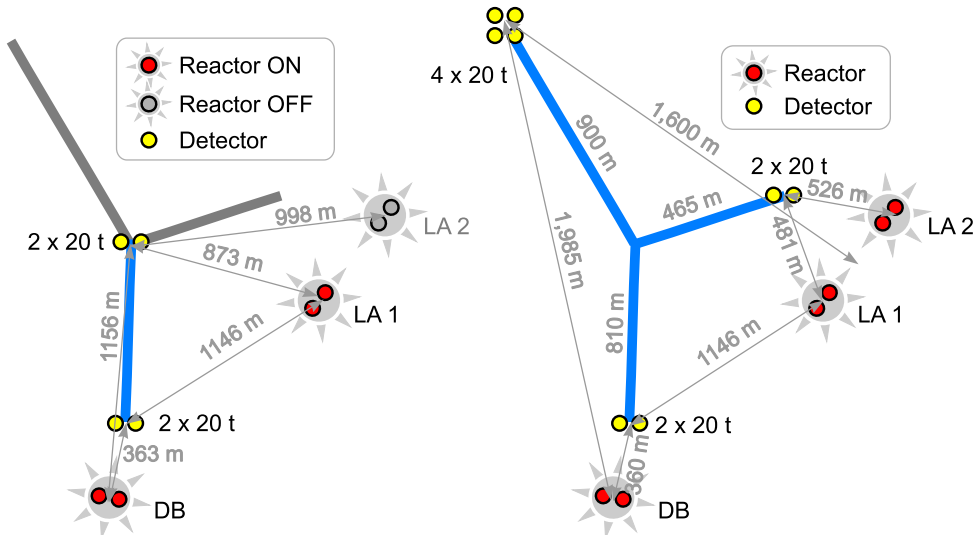 Reactor ON
Reactor OFF
Detector
998 m
LA 2
2 x 20 t
873 m
LA 1
1156 m
1146 m
2 x 20 t
363 m
DB
4 x 20 t
Reactor
Detector
1,600 m
900 m
2 x 20 t
526 m
465 m
LA 2
481 m
1,985 m
LA 1
810 m
1146 m
2 x 20 t
360 m
DB